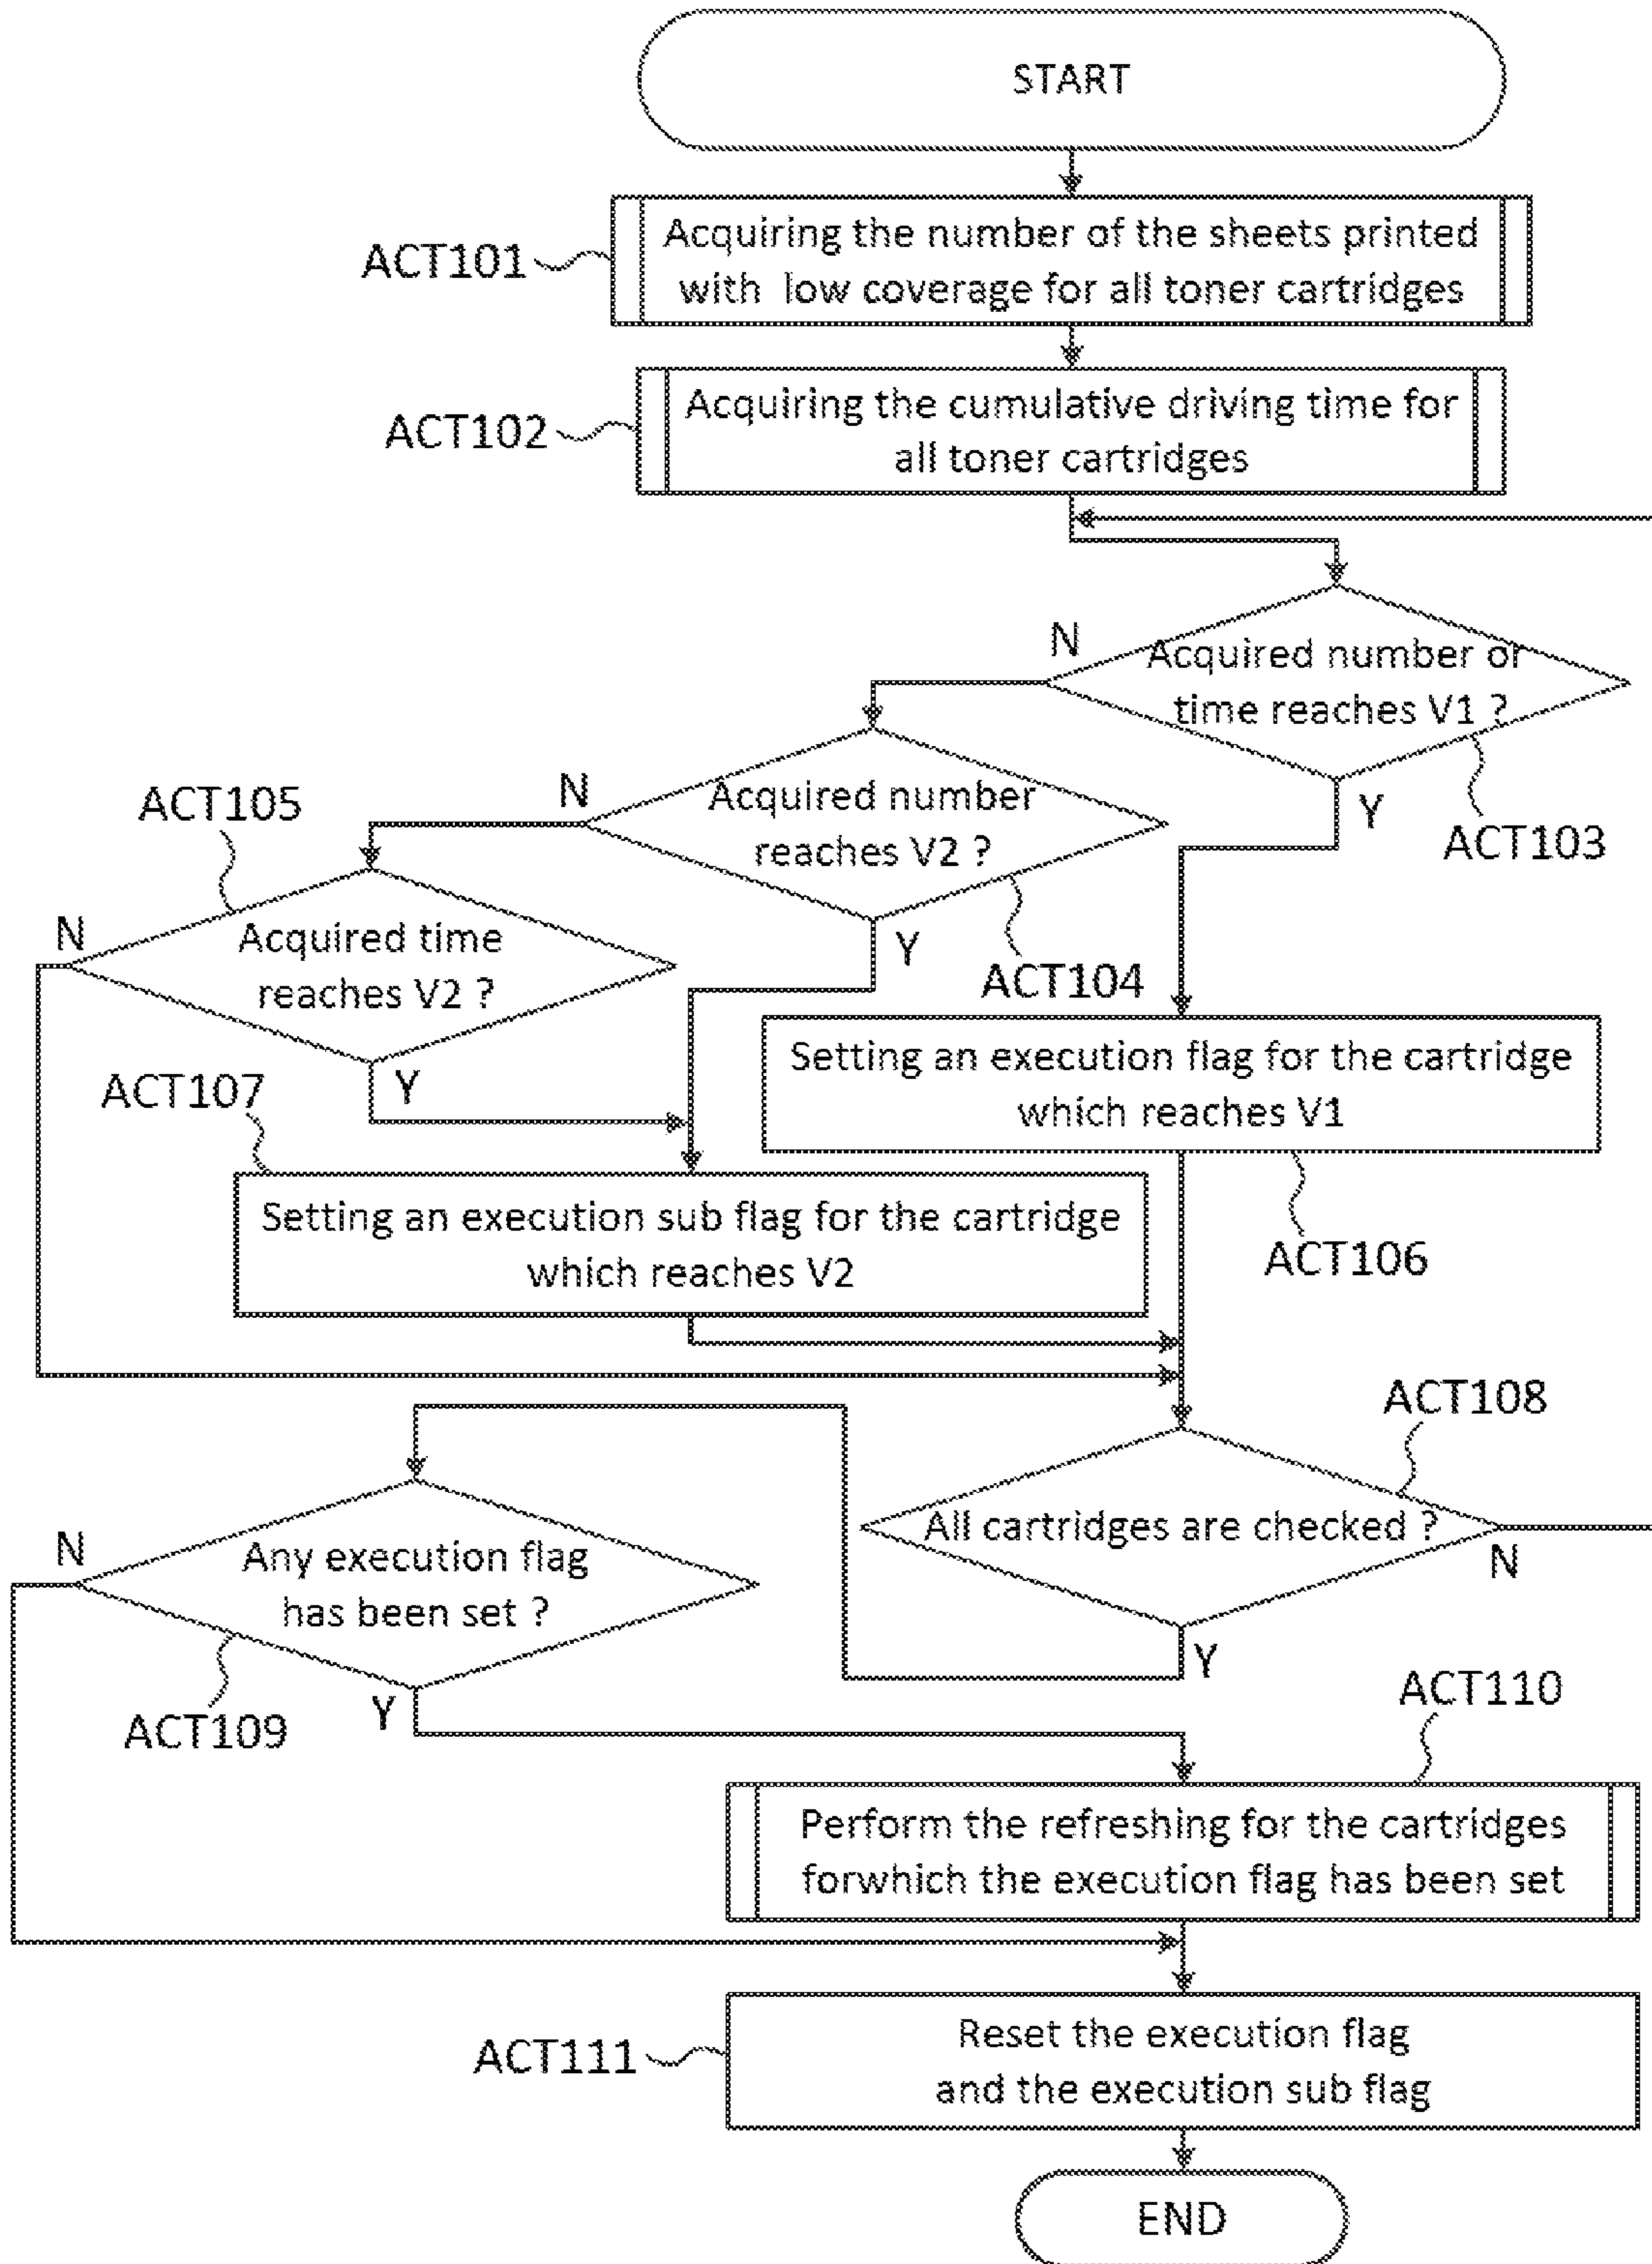 START
ACT101
Acquiring the number of the sheets printed
with low coverage for all toner cartridges
ACT102
Acquiring the cumulative driving time for
all toner cartridges
N
Acquired number or
time reaches V1 ?
Y
ACT103
N
Acquired number
reaches V2 ?
Y
ACT104
ACT105
N
Acquired time
reaches V2 ?
Y
Setting an execution flag for the cartridge
which reaches V1
ACT106
ACT107
Setting an execution sub flag for the cartridge
which reaches V2
ACT108
All cartridges are checked ?
N
Y
N
Any execution flag
has been set ?
Y
ACT109
ACT110
Perform the refreshing for the cartridges
forwhich the execution flag has been set
ACT111
Reset the execution flag
and the execution sub flag
END